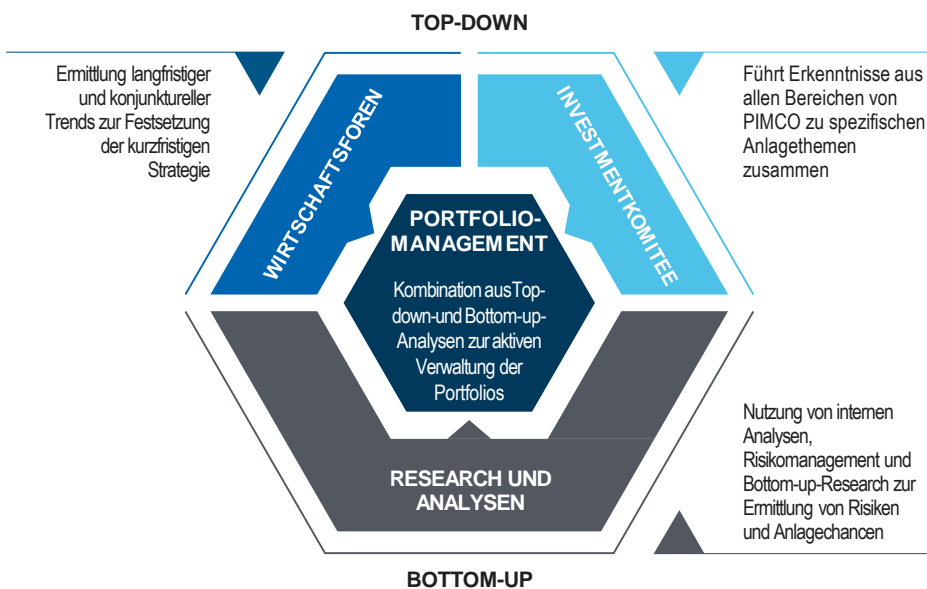 TOP-DOWN
Ermittlung langfristiger
und konjunktureller
Trends zur Festsetzung
der kurzfristigen
Strategie
WIRTSCHAFTSFOREN
INVESTMENTKOMITEE
Führt Erkenntnisse aus
allen Bereichen von
PIMCO zu spezifischen
Anlagethemen
zusammen
PORTFOLIO-
MANAGEMENT
Kombination aus Top-
down-und Bottom-up-
Analysen zur aktiven
Verwaltung der
Portfolios
RESEARCH UND
ANALYSEN
Nutzung von internen
Analysen,
Risikomanagement und
Bottom-up-Research zur
Ermittlung von Risiken
und Anlagechancen
BOTTOM-UP